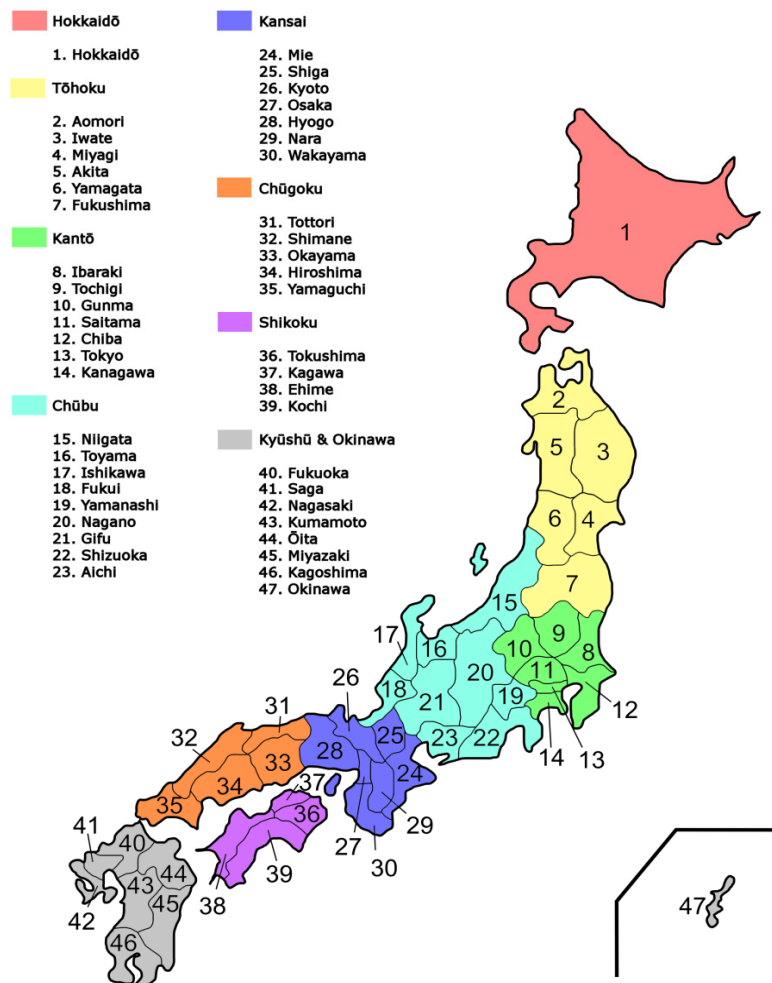 Hokkaidō
1. Hokkaidō
Tōhoku
2. Aomori
3. Iwate
4. Miyagi
5. Akita
6. Yamagata
7. Fukushima
Kantō
8. Ibaraki
9. Tochigi
10. Gunma
11. Saitama
12. Chiba
13. Tokyo
14. Kanagawa
Chūbu
15. Niigata
16. Toyama
17. Ishikawa
18. Fukui
19. Yamanashi
20. Nagano
21. Gifu
22. Shizuoka
23. Aichi
Kansai
24. Mie
25. Shiga
26. Kyoto
27. Osaka
28. Hyogo
29. Nara
30. Wakayama
Chūgoku
31. Tottori
32. Shimane
33. Okayama
34. Hiroshima
35. Yamaguchi
Shikoku
36. Tokushima
37. Kagawa
38. Ehime
39. Kochi
Kyūshū & Okinawa
40. Fukuoka
41. Saga
42. Nagasaki
43. Kumamoto
44. Ōita
45. Miyazaki
46. Kagoshima
47. Okinawa
1
2
5
3
6
4
7
15
9
17
16
10
8
20
11
26
18
21
19
12
31
25
23
22
14
13
32
28
33
24
34
37
35
36
29
41
40
27
30
39
44
43
42
38
45
47
46